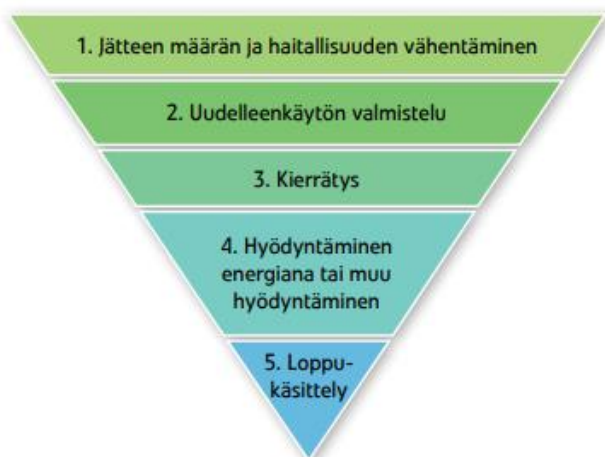 1. Jätteen määrän ja haitallisuuden vähentäminen
2. Uudelleenkäytön valmistelu
3. Kierrätys
4. Hyödyntäminen
energiana tai muu
hyödyntäminen
5. Loppu-
käsittely